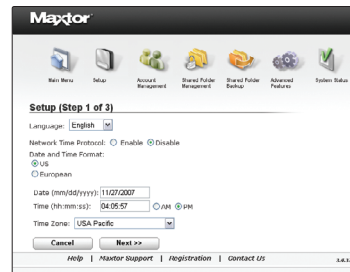 Maxtor
Main Menu
Setup
Account Management
Shared Folder Management
Shared Folder Backup
Advanced Features
System Status
Setup (Step 1 of 3)
Language: English
Network Time Protocol: Enable Disable
Date and Time Format:
US
European
Date (mm/dd/yyyy): 11/27/2007
Time (hh:mm:ss): 04:05:57 AM PM
Time Zone: USA Pacific
Cancel Next >>
Help | Maxtor Support | Registration | Contact Us